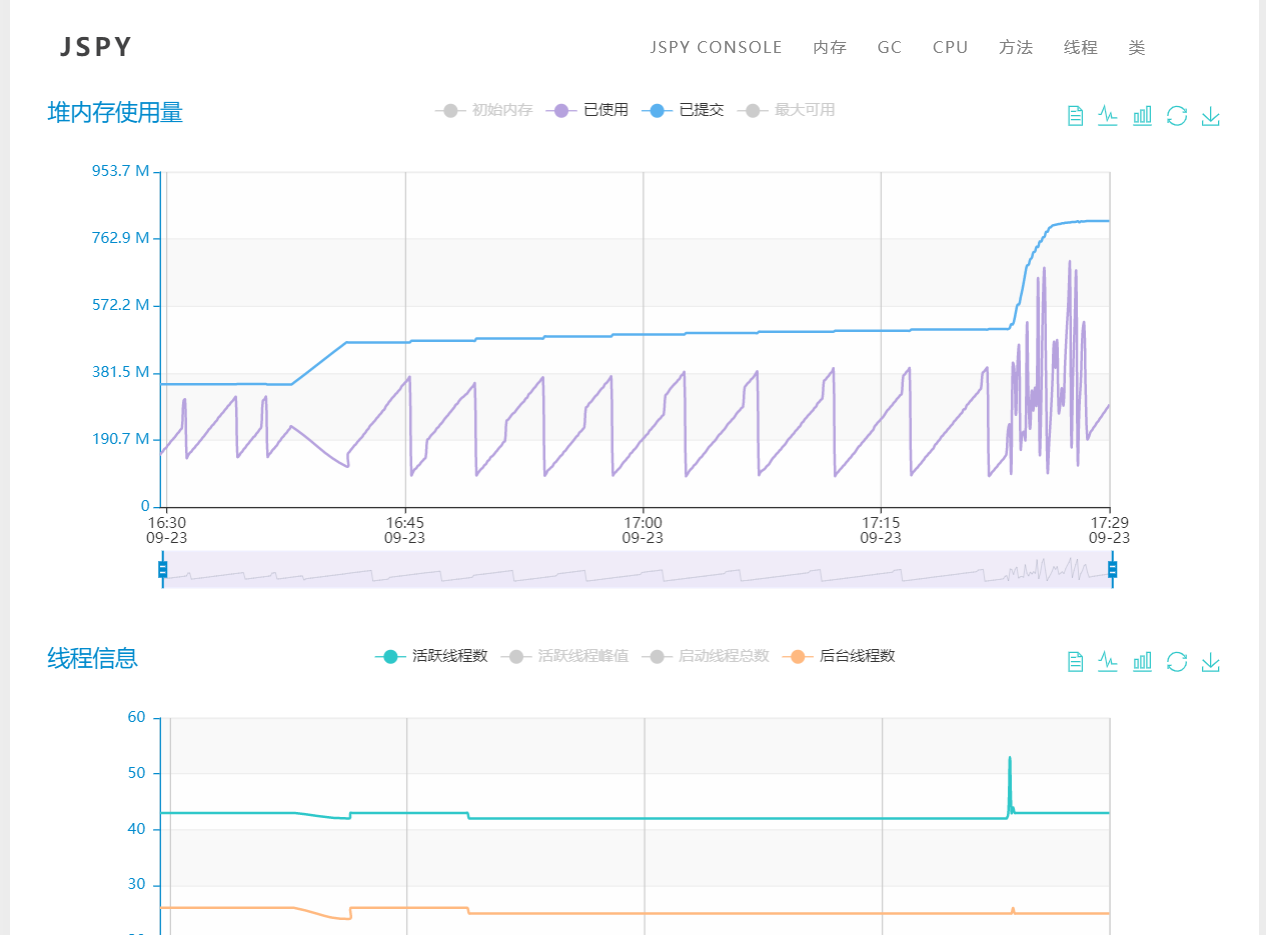 JSPY
JSPY CONSOLE 内存 GC CPU 方法 线程 类
堆内存使用量
初始内存 已使用 已提交 最大可用
953.7 M
762.9 M
572.2 M
381.5 M
190.7 M
0
16:30 16:45 17:00 17:15 17:29
09-23 09-23 09-23 09-23 09-23
线程信息
活跃线程数 活跃线程峰值 启动线程总数 后台线程数
60
50
40
30